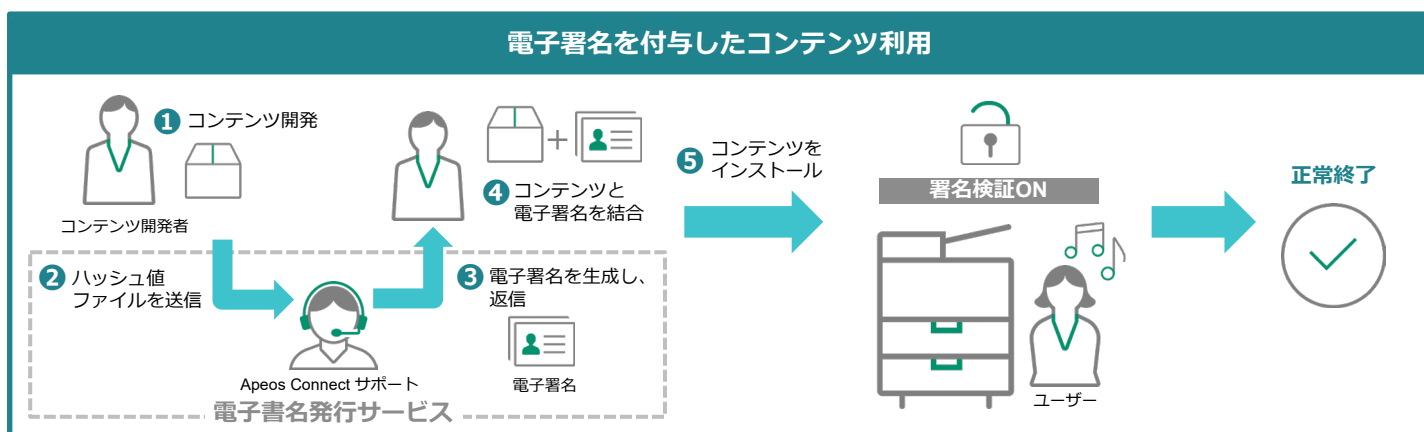 電子署名を付与したコンテンツ利用
❶ コンテンツ開発
コンテンツ開発者
❷ ハッシュ値
ファイルを送信
Apeos Connect サポート
❸ 電子署名を生成し、
返信
電子署名
電子書名発行サービス
+
❹ コンテンツと
電子署名を結合
❺ コンテンツを
インストール
署名検証ON
ユーザー
正常終了